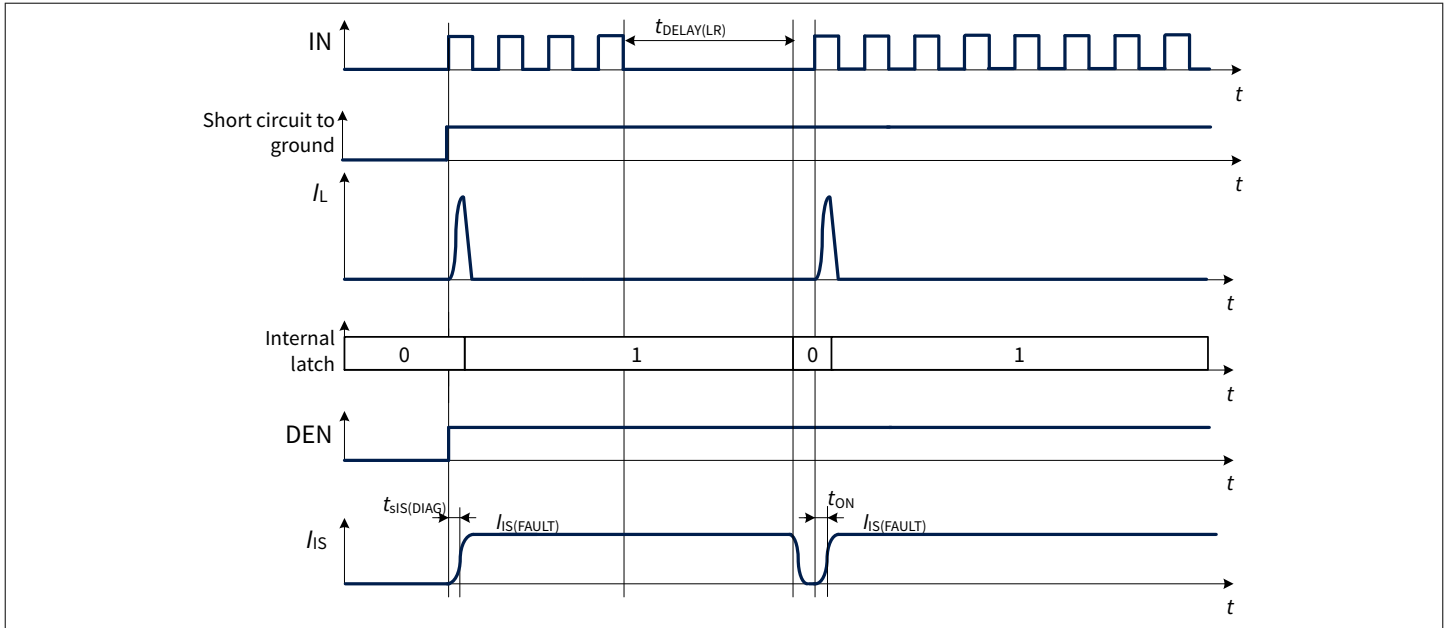 IN
tDELAY(LR)
t
Short circuit to
ground
t
IL
t
Internal
latch
0
1
0
1
t
DEN
t
tsIS(DIAG)
IIS(FAULT)
tON
IIS(FAULT)
IIS
t